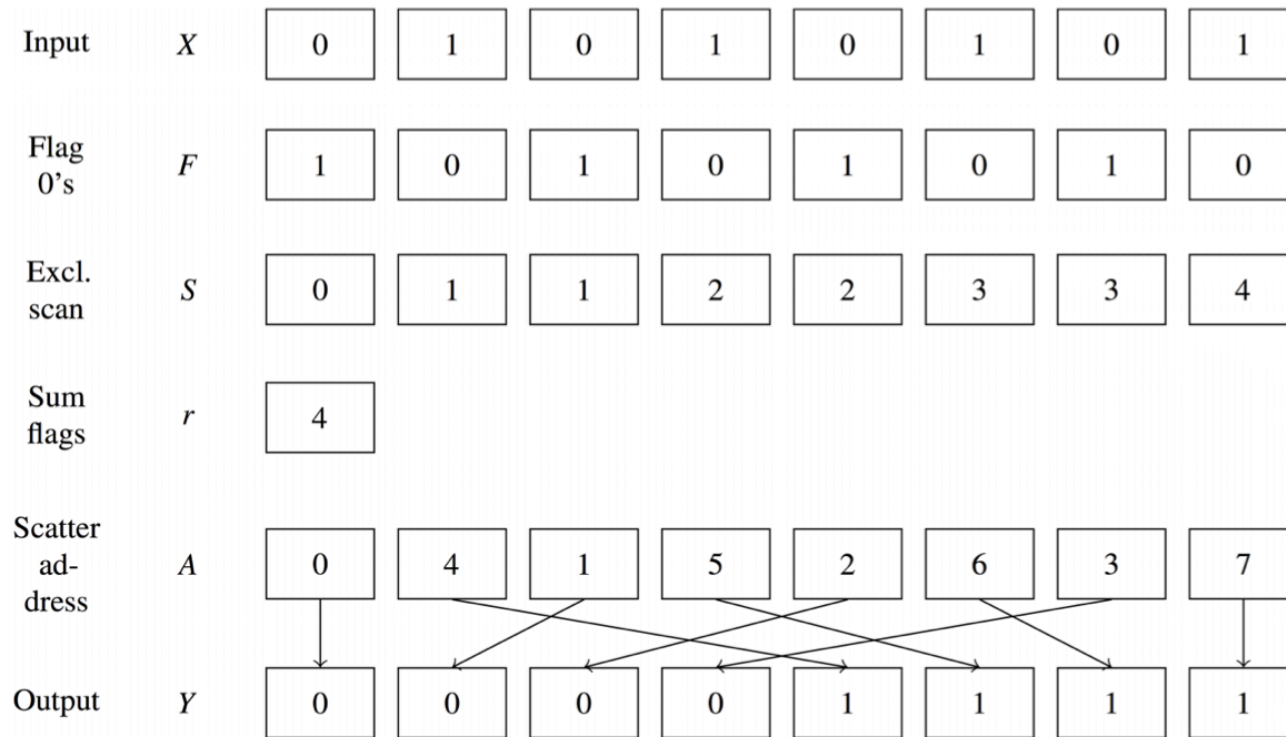 Input X 0 1 0 1 0 1 0 1
Flag
0's F 1 0 1 0 1 0 1 0
Excl.
scan S 0 1 1 2 2 3 3 4
Sum
flags r 4
Scatter
ad-
dress A 0 4 1 5 2 6 3 7
Output Y 0 0 0 0 1 1 1 1